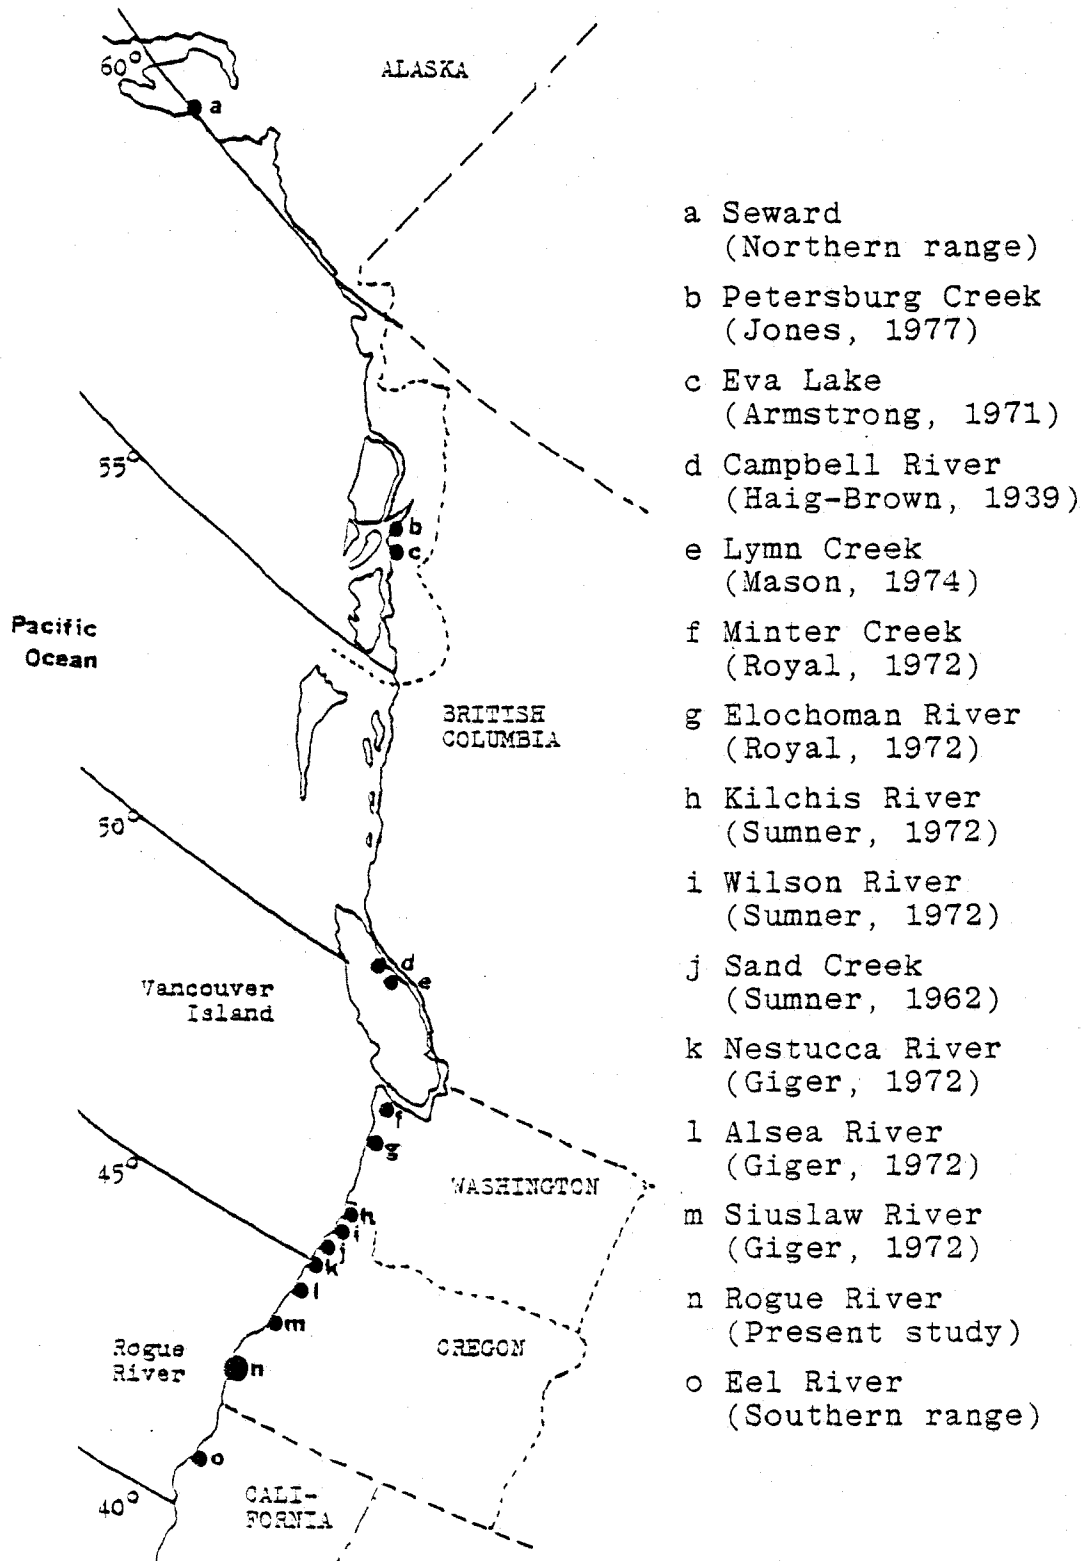 60°
ALASKA
a
55°
b
c
Pacific
Ocean
BRITISH
COLUMBIA
50°
d
e
Vancouver
Island
f
g
45°
WASHINGTON
h
i
j
k
l
m
Rogue
River
n
OREGON
o
40°
CALI-
FORNIA
a Seward
(Northern range)
b Petersburg Creek
(Jones, 1977)
c Eva Lake
(Armstrong, 1971)
d Campbell River
(Haig-Brown, 1939)
e Lymn Creek
(Mason, 1974)
f Minter Creek
(Royal, 1972)
g Elochoman River
(Royal, 1972)
h Kilchis River
(Sumner, 1972)
i Wilson River
(Sumner, 1972)
j Sand Creek
(Sumner, 1962)
k Nestucca River
(Giger, 1972)
l Alsea River
(Giger, 1972)
m Siuslaw River
(Giger, 1972)
n Rogue River
(Present study)
o Eel River
(Southern range)